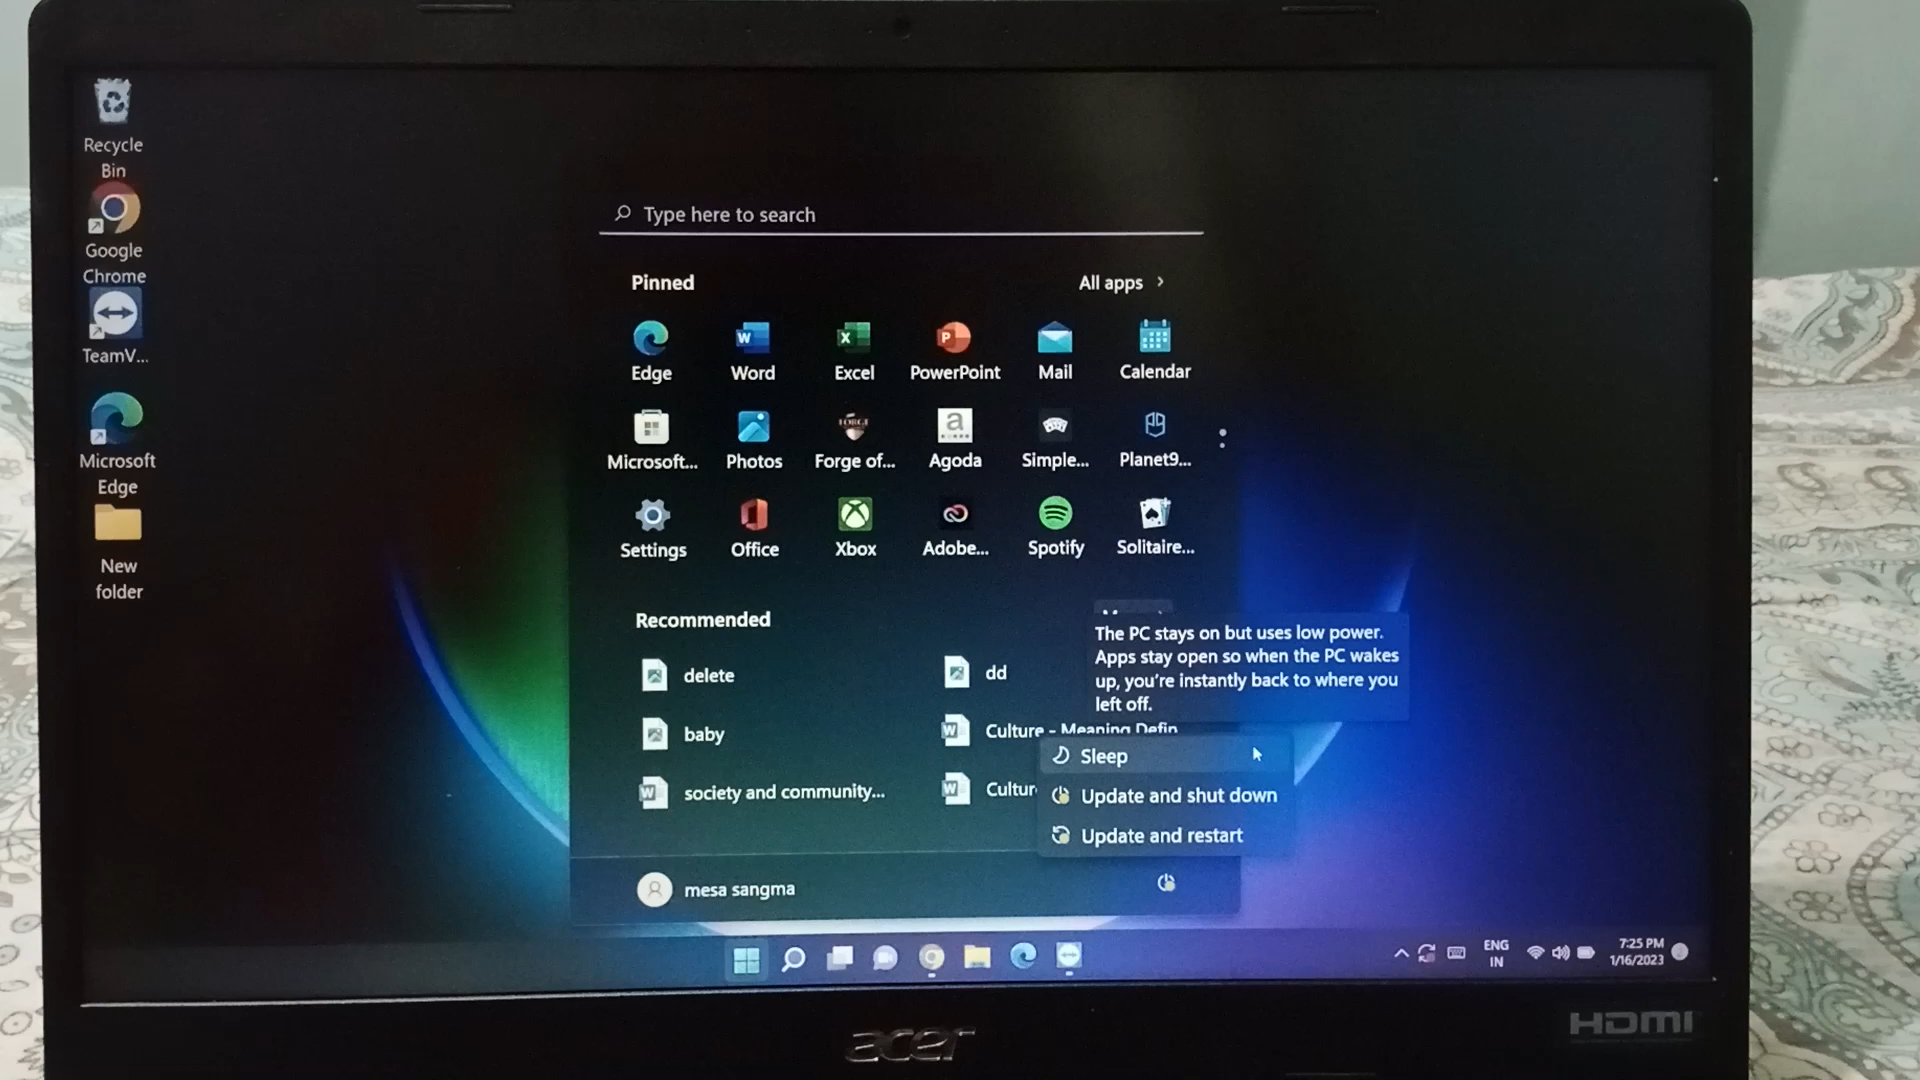 Recycle
Bin
Google
Chrome
TeamV...
Microsoft
Edge
New
folder
Type here to search
Pinned
All apps
Edge
Word
Excel
PowerPoint
Mail
Calendar
Microsoft...
Photos
Forge of...
Agoda
Simple...
Planet9...
Settings
Office
Xbox
Adobe...
Spotify
Solitaire...
Recommended
The PC stays on but uses low power.
Apps stay open so when the PC wakes
up, you're instantly back to where you
left off.
delete
dd
baby
Culture - Meaning Defin
society and community...
Cultur
Sleep
Update and shut down
Update and restart
mesa sangma
ENG
IN
7:25 PM
1/16/2023
acer
HDMI